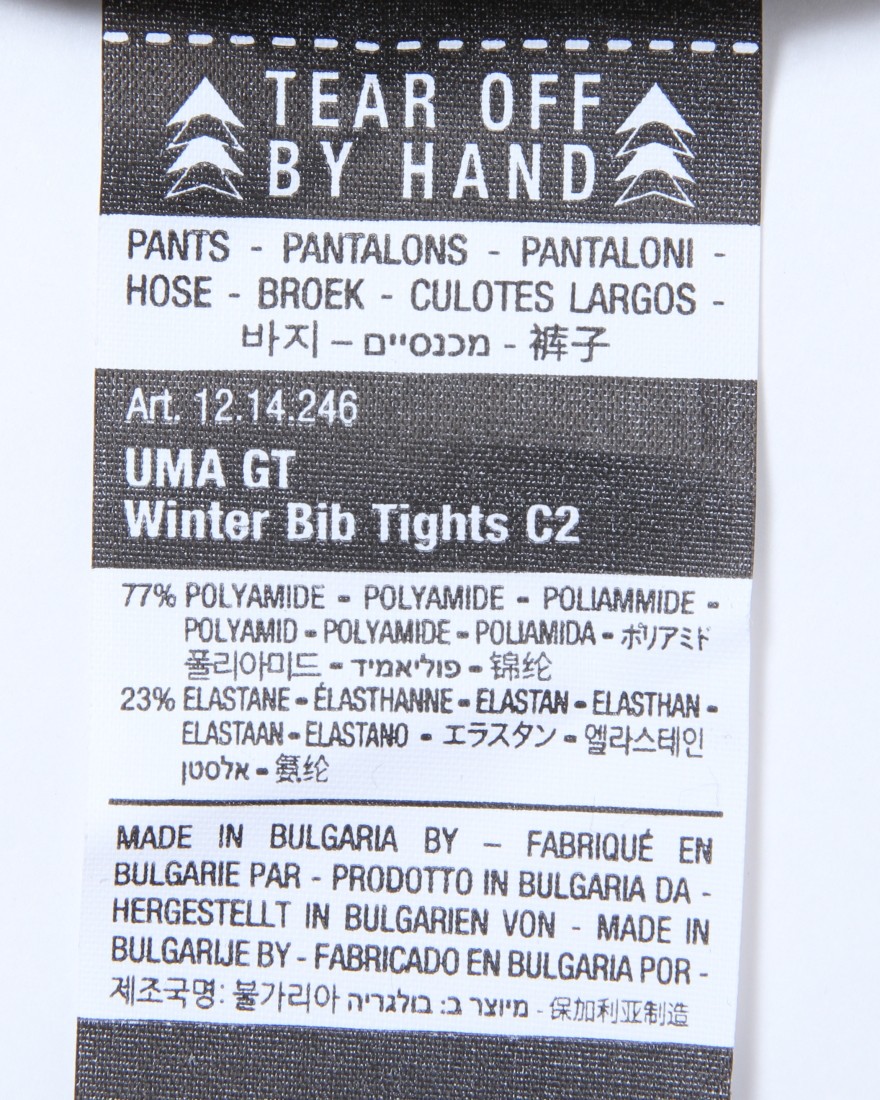 TEAR OFF
BY HAND
PANTS - PANTALONS - PANTALONI -
HOSE - BROEK - CULOTES LARGOS -
바지 – מכנסיים - 裤子
Art. 12.14.246
UMA GT
Winter Bib Tights C2
77% POLYAMIDE - POLYAMIDE - POLIAMMIDE -
POLYAMID - POLYAMIDE - POLIAMIDA - ポリアミド
폴리아미드 - פוליאמיד - 锦纶
23% ELASTANE - ÉLASTHANNE - ELASTAN - ELASTHAN -
ELASTAAN - ELASTANO - エラスタン - 엘라스테인
אלסטן - 氨纶
MADE IN BULGARIA BY – FABRIQUÉ EN
BULGARIE PAR - PRODOTTO IN BULGARIA DA -
HERGESTELLT IN BULGARIEN VON - MADE IN
BULGARIJE BY - FABRICADO EN BULGARIA POR -
제조국명: 불가리아 מיוצר ב: בולגריה - 保加利亚制造